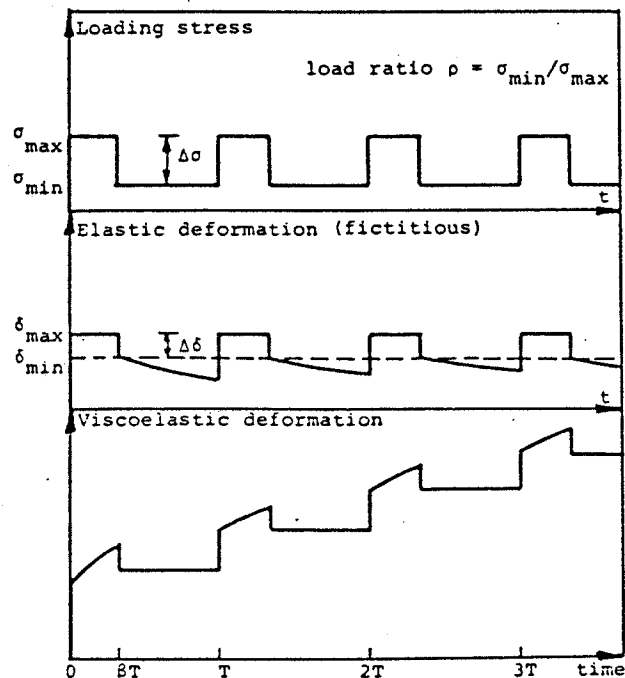 Loading stress
load ratio ρ = σmin/σmax
σmax
Δσ
σmin
t
Elastic deformation (fictitious)
δmax
Δδ
δmin
t
Viscoelastic deformation
0 βT T 2T 3T time